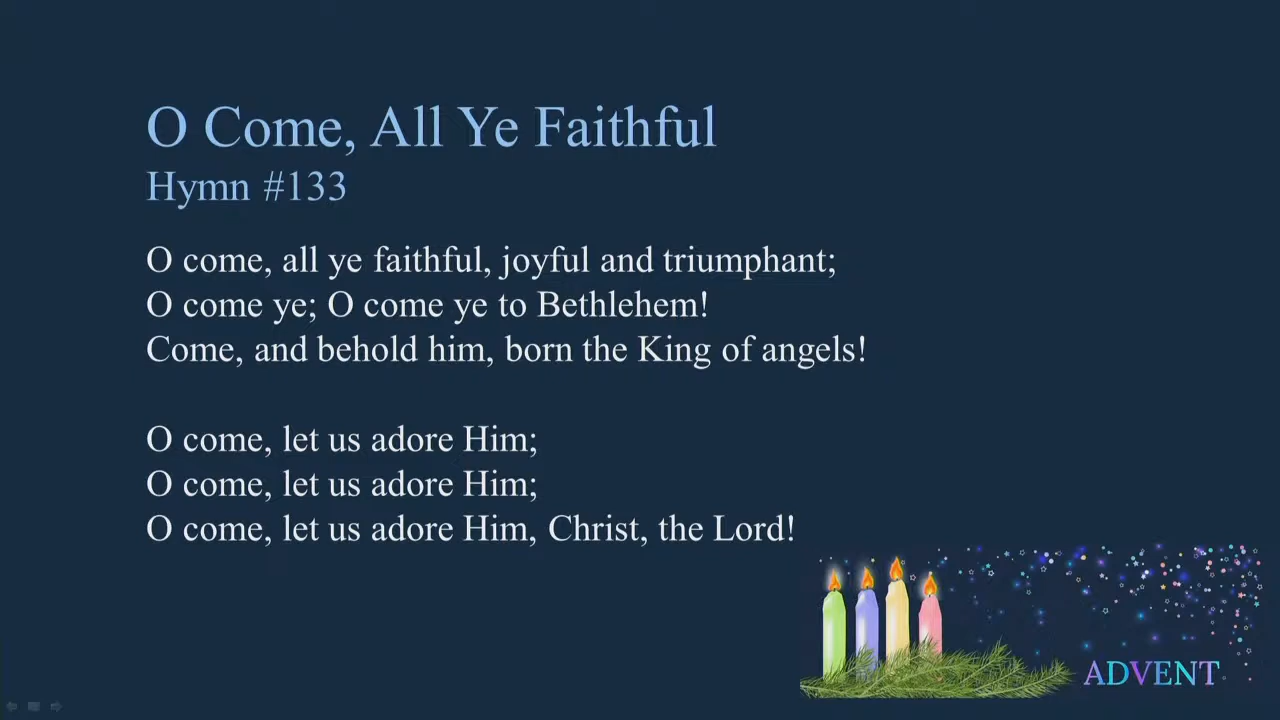 O Come, All Ye Faithful
Hymn #133
O come, all ye faithful, joyful and triumphant;
O come ye; O come ye to Bethlehem!
Come, and behold him, born the King of angels!
O come, let us adore Him;
O come, let us adore Him;
O come, let us adore Him, Christ, the Lord!
ADVENT